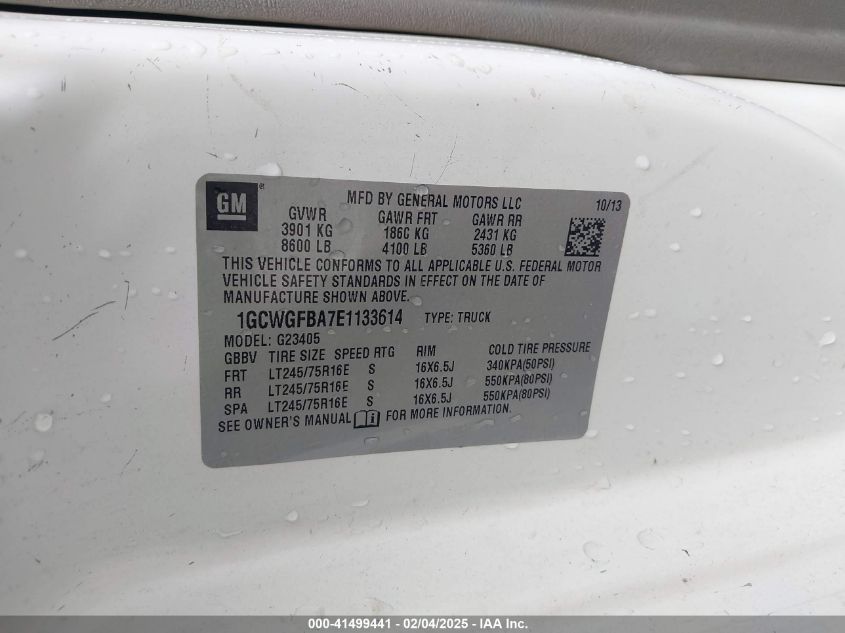 GM® MFD BY GENERAL MOTORS LLC 10/13
GVWR GAWR FRT GAWR RR
3901 KG 1860 KG 2431 KG
8600 LB 4100 LB 5360 LB
THIS VEHICLE CONFORMS TO ALL APPLICABLE U.S. FEDERAL MOTOR
VEHICLE SAFETY STANDARDS IN EFFECT ON THE DATE OF
MANUFACTURE SHOWN ABOVE.
1GCWGFBA7E1133614 TYPE: TRUCK
MODEL: G23405
GBBV TIRE SIZE SPEED RTG RIM COLD TIRE PRESSURE
FRT LT245/75R16E S 16X6.5J 340KPA(50PSI)
RR LT245/75R16E S 16X6.5J 550KPA(80PSI)
SPA LT245/75R16E S 16X6.5J 550KPA(80PSI)
SEE OWNER'S MANUAL FOR MORE INFORMATION.
000-41499441 - 02/04/2025 - IAA Inc.